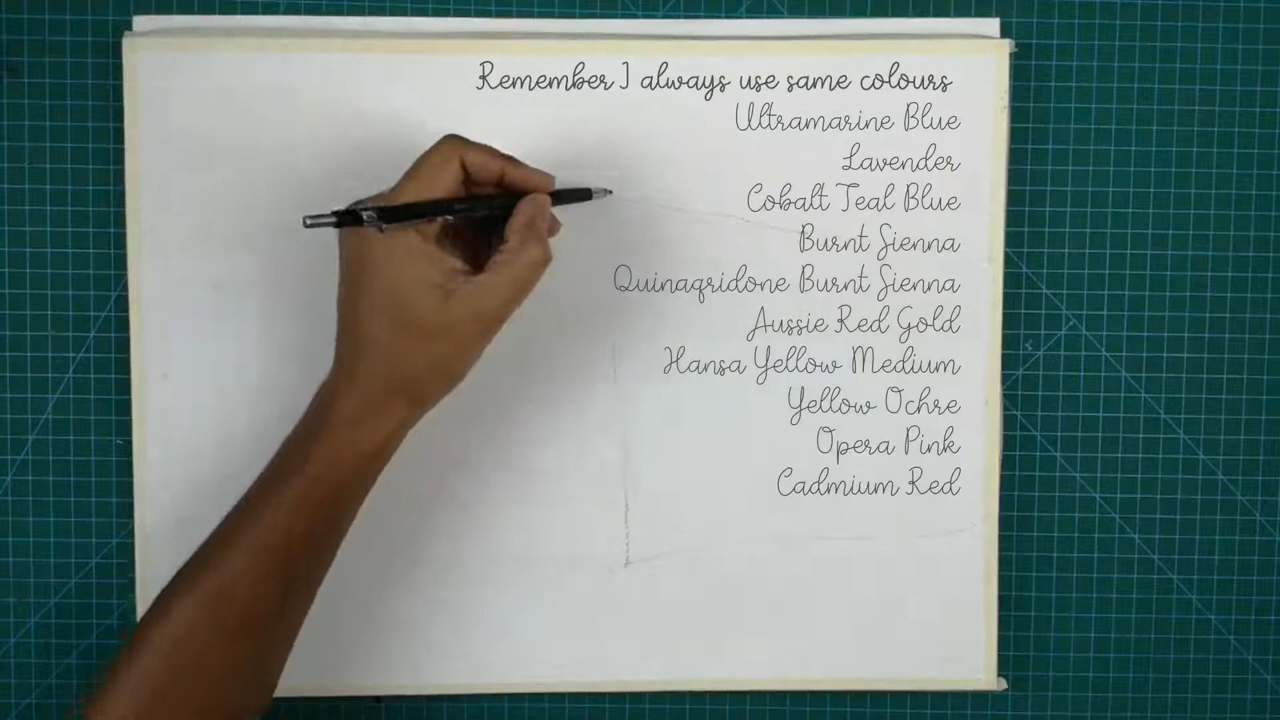 Remember I always use same colours
Ultramarine Blue
Lavender
Cobalt Teal Blue
Burnt Sienna
Quinaqridone Burnt Sienna
Aussie Red Gold
Hansa Yellow Medium
Yellow Ochre
Opera Pink
Cadmium Red